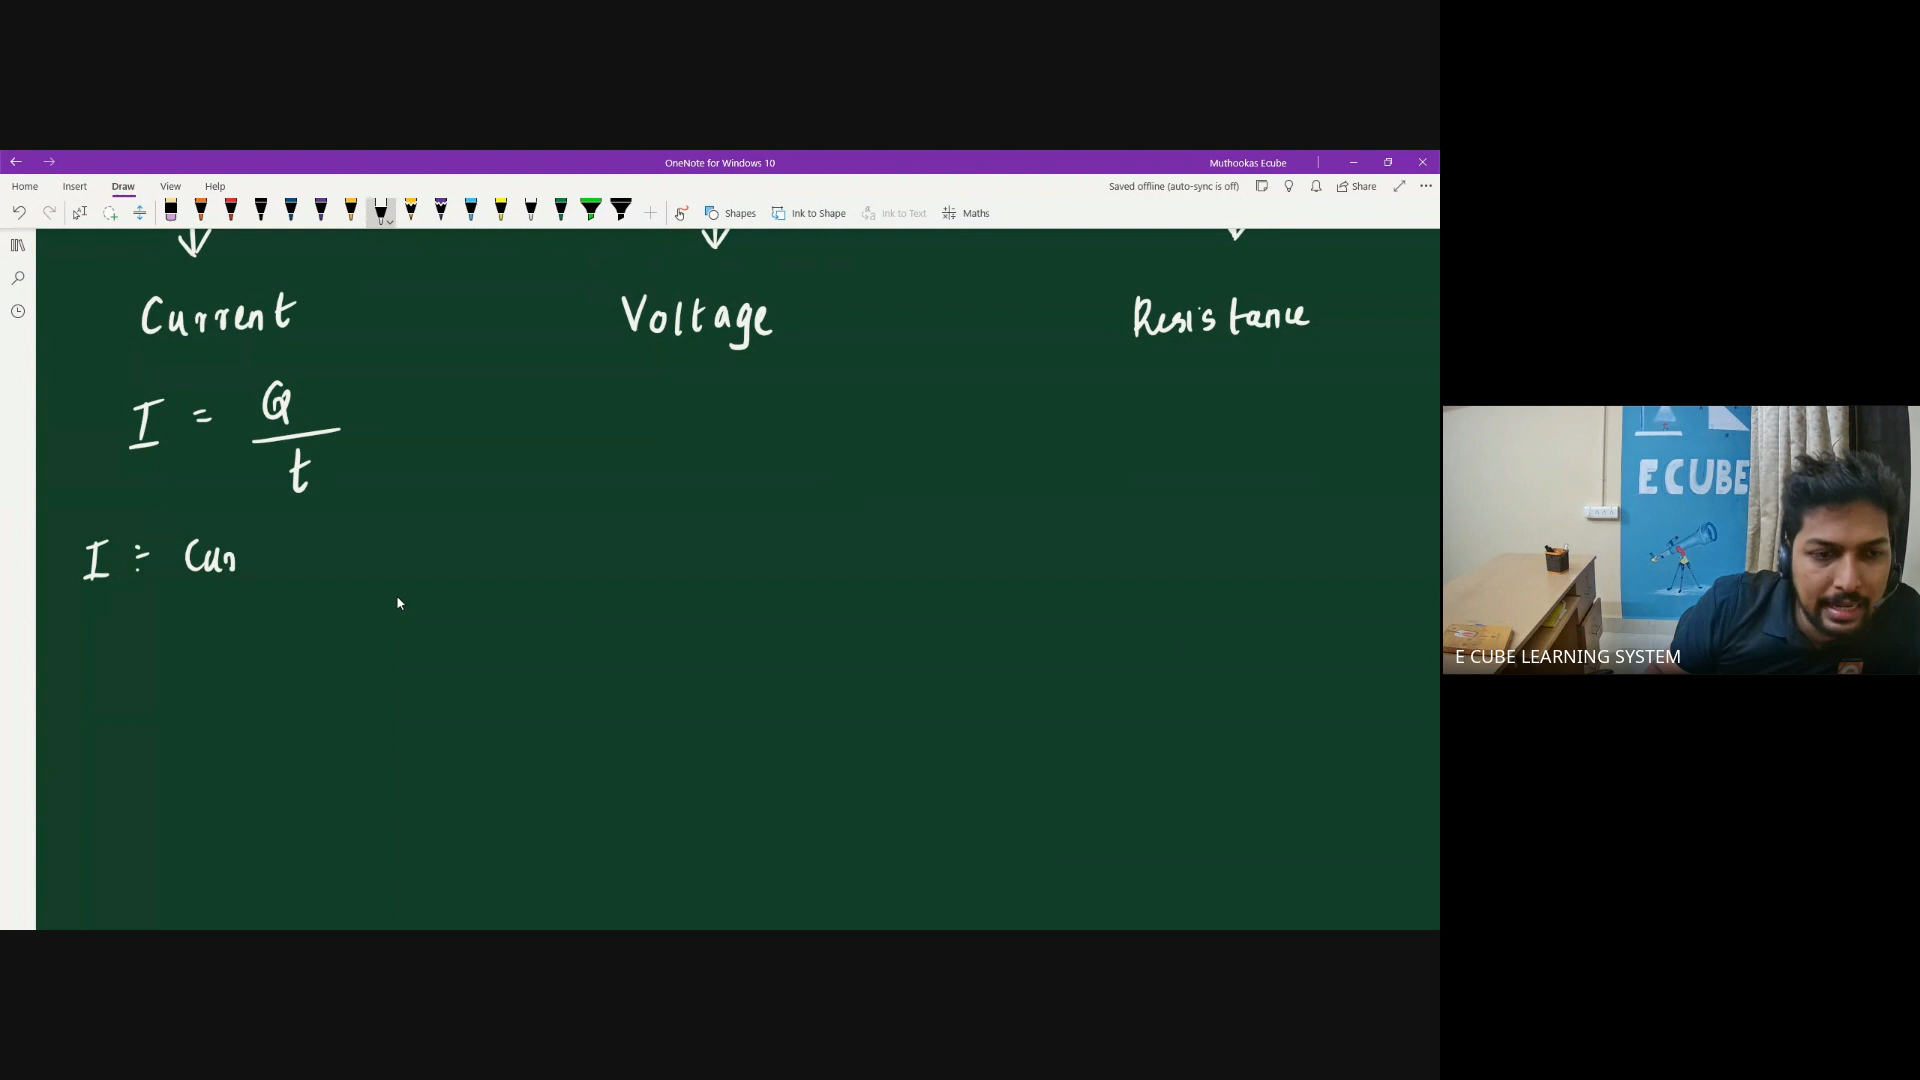 OneNote for Windows 10
Muthookas Ecube
Home Insert Draw View Help
Saved offline (auto-sync is off) Share
Shapes Ink to Shape Ink to Text Maths
Current Voltage Resistance
I = Q
t
I : Cur
E CUBE
E CUBE LEARNING SYSTEM